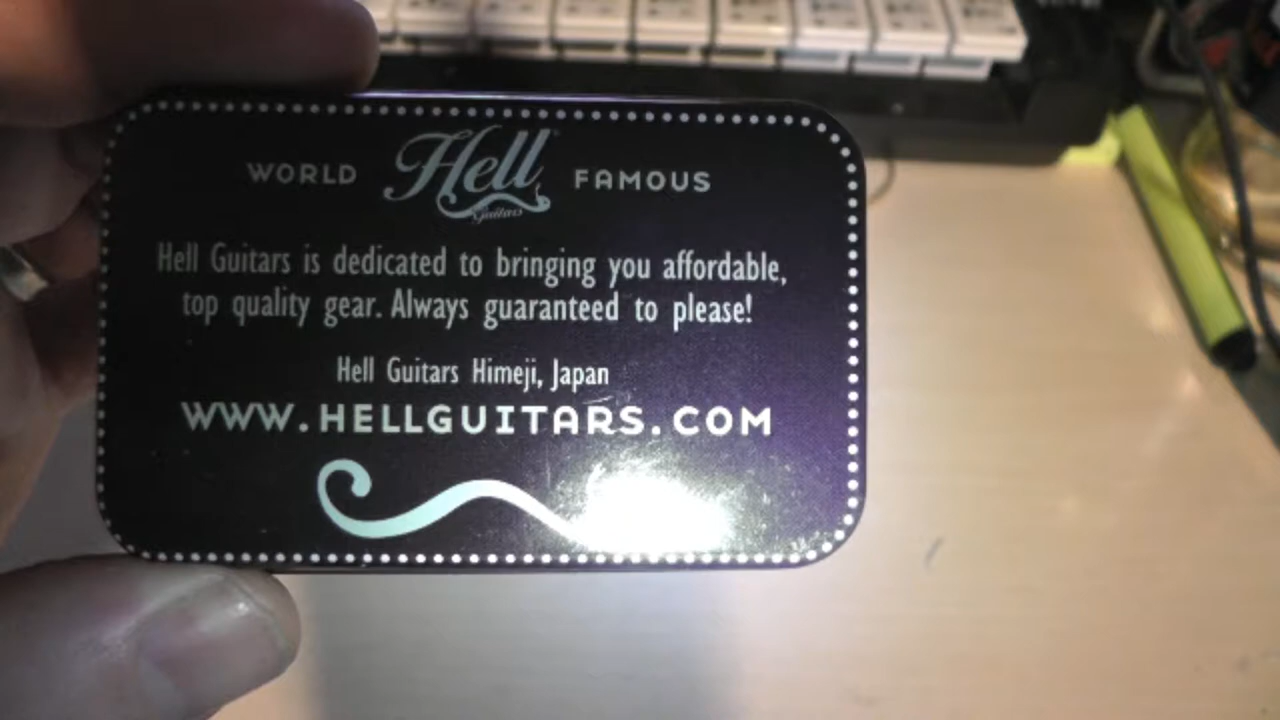 WORLD Hell FAMOUS
Guitars
Hell Guitars is dedicated to bringing you affordable,
top quality gear. Always guaranteed to please!
Hell Guitars Himeji, Japan
WWW.HELLGUITARS.COM